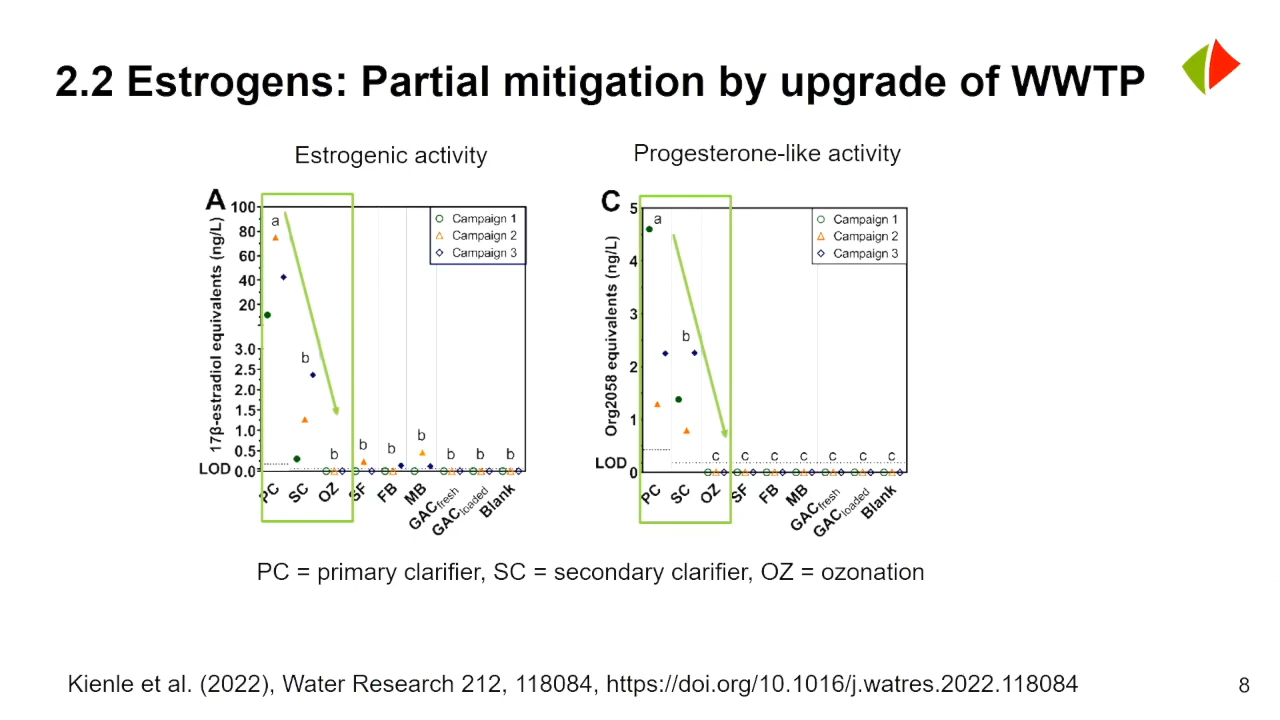 2.2 Estrogens: Partial mitigation by upgrade of WWTP
Estrogenic activity
A
17β-estradiol equivalents (ng/L)
100
80
60
40
20
3.0
2.5
2.0
1.5
1.0
0.5
0.0
LOD
a
b
b
b
b
b
b
b
b
Campaign 1
Campaign 2
Campaign 3
PC
SC
OZ
SF
FB
MB
GACfresh
GACloaded
Blank
Progesterone-like activity
C
Org2058 equivalents (ng/L)
5
4
3
2
1
0
LOD
a
b
c
c
c
c
c
c
c
Campaign 1
Campaign 2
Campaign 3
PC
SC
OZ
SF
FB
MB
GACfresh
GACloaded
Blank
PC = primary clarifier, SC = secondary clarifier, OZ = ozonation
Kienle et al. (2022), Water Research 212, 118084, https://doi.org/10.1016/j.watres.2022.118084
8